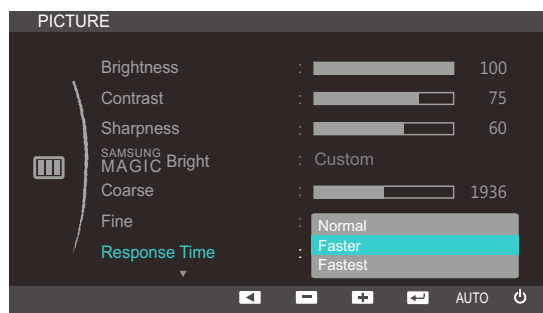 PICTURE
Brightness : 100
Contrast : 75
Sharpness : 60
SAMSUNG
MAGIC Bright : Custom
Coarse : 1936
Fine :
Normal
Response Time : Faster
Fastest
AUTO